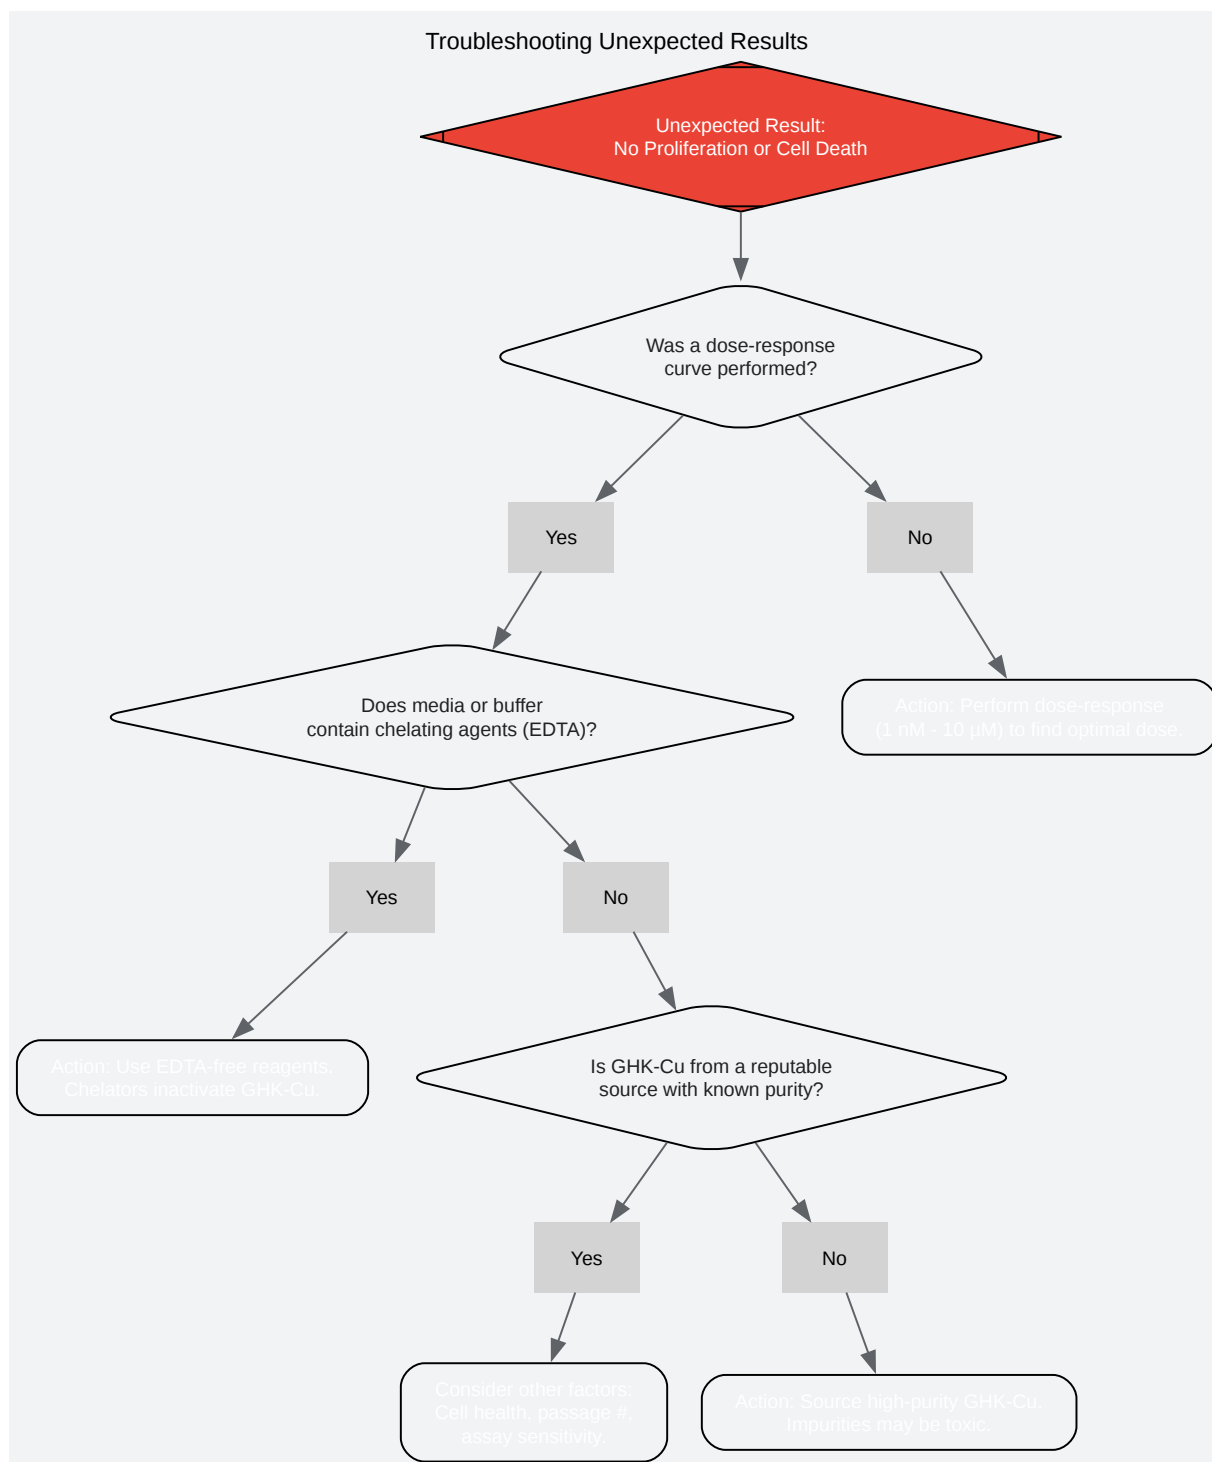 Troubleshooting Unexpected Results
Unexpected Result:
No Proliferation or Cell Death
Was a dose-response
curve performed?
Yes
No
Does media or buffer
contain chelating agents (EDTA)?
Action: Perform dose-response
(1 nM - 10 µM) to find optimal dose.
Yes
No
Action: Use EDTA-free reagents.
Chelators inactivate GHK-Cu.
Is GHK-Cu from a reputable
source with known purity?
Yes
No
Consider other factors:
Cell health, passage #,
assay sensitivity.
Action: Source high-purity GHK-Cu.
Impurities may be toxic.